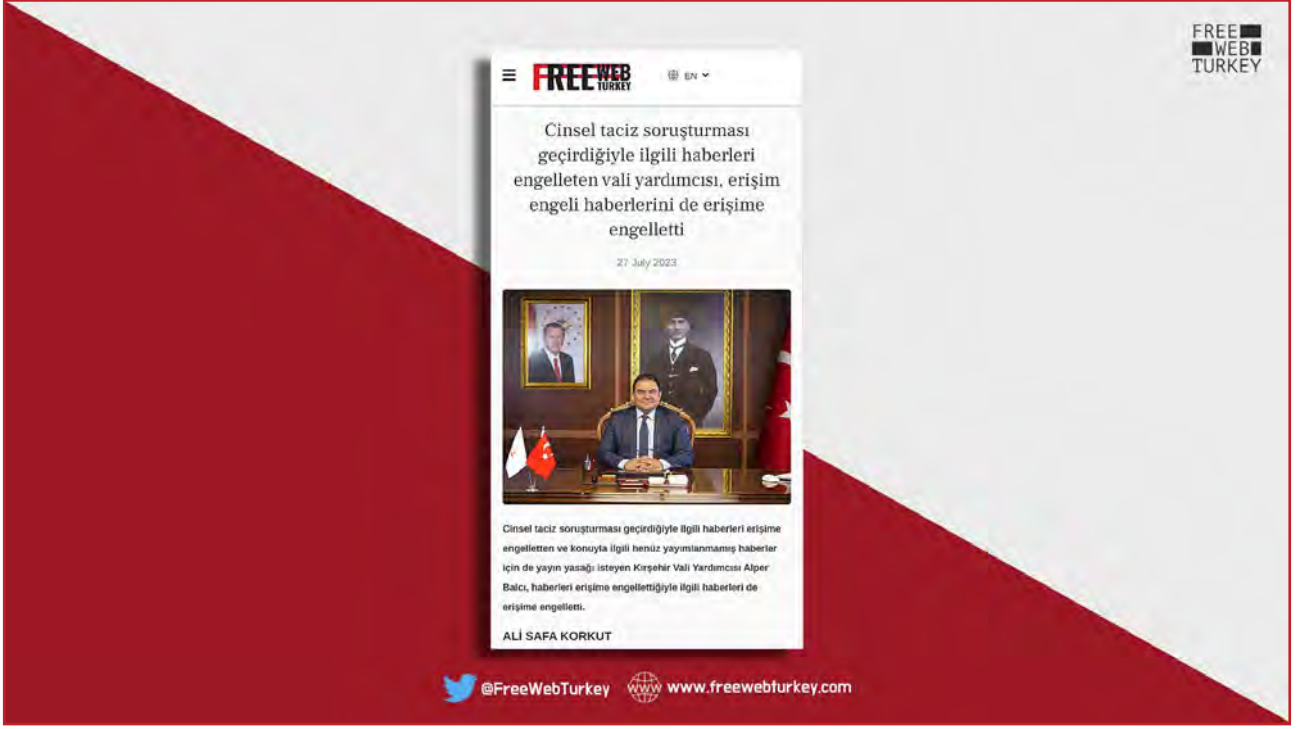 FREE
WEB
TURKEY
FREE WEB
TURKEY
EN
Cinsel taciz soruşturması
geçirdiğiyle ilgili haberleri
engelleten vali yardımcısı, erişim
engeli haberlerini de erişime
engelletti
27 July 2023
Cinsel taciz soruşturması geçirdiğiyle ilgili haberleri erişime
engelletten ve konuyla ilgili henüz yayımlanmamış haberler
için de yayın yasağı isteyen Kırşehir Vali Yardımcısı Alper
Balcı, haberleri erişime engellettiğiyle ilgili haberleri de
erişime engelletti.
ALİ SAFA KORKUT
@FreeWebTurkey
www
www.freewebturkey.com